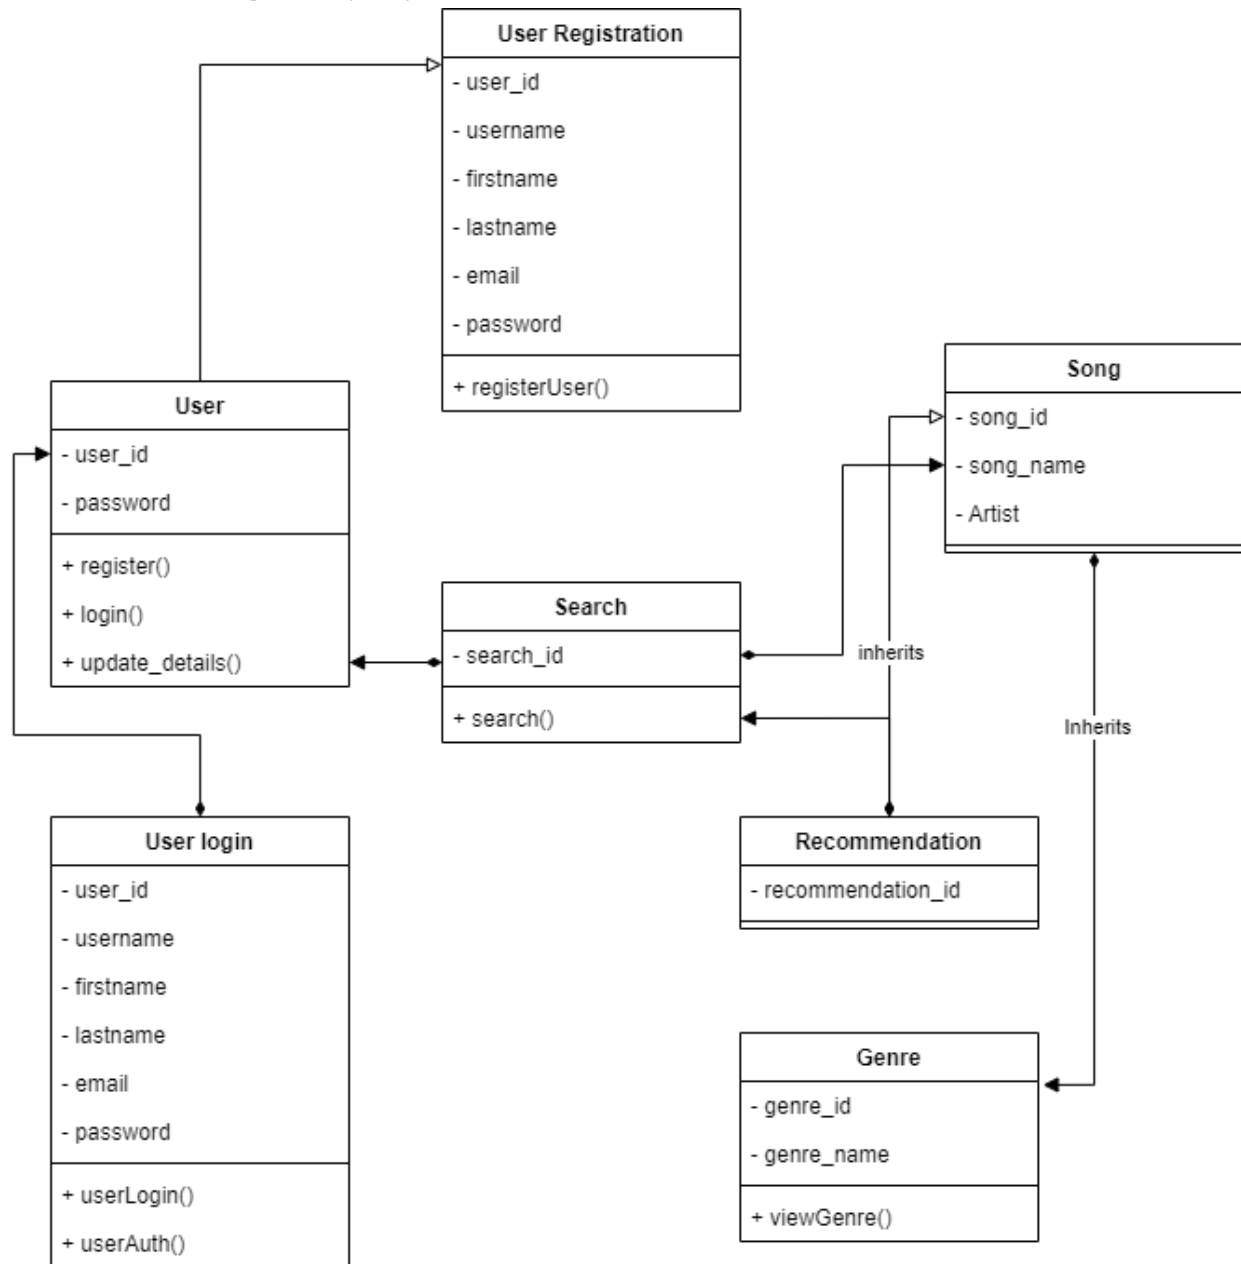 User Registration
- user_id
- username
- firstname
- lastname
- email
- password
+ registerUser()
User
- user_id
- password
+ register()
+ login()
+ update_details()
Search
- search_id
+ search()
Song
- song_id
- song_name
- Artist
inherits
Inherits
User login
- user_id
- username
- firstname
- lastname
- email
- password
+ userLogin()
+ userAuth()
Recommendation
- recommendation_id
Genre
- genre_id
- genre_name
+ viewGenre()